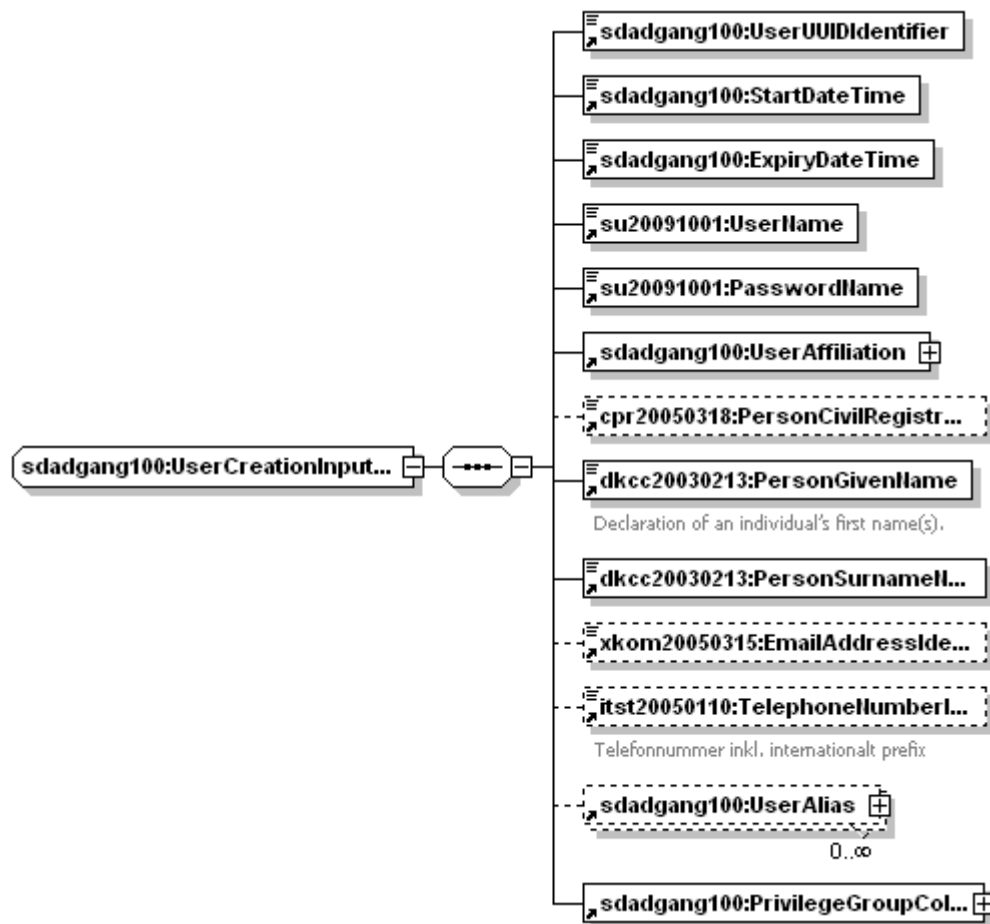 sdadgang100:UserUUIDIdentifier
sdadgang100:StartDateTime
sdadgang100:ExpiryDateTime
su20091001:UserName
su20091001:PasswordName
sdadgang100:UserAffiliation
cpr20050318:PersonCivilRegistr...
sdadgang100:UserCreationInput...
dkcc20030213:PersonGivenName
Declaration of an individual's first name(s).
dkcc20030213:PersonSurnameN...
xkom20050315:EmailAddressIde...
itst20050110:TelephoneNumberI...
Telefonnummer inkl. internationalt prefix
sdadgang100:UserAlias
0..∞
sdadgang100:PrivilegeGroupCol...